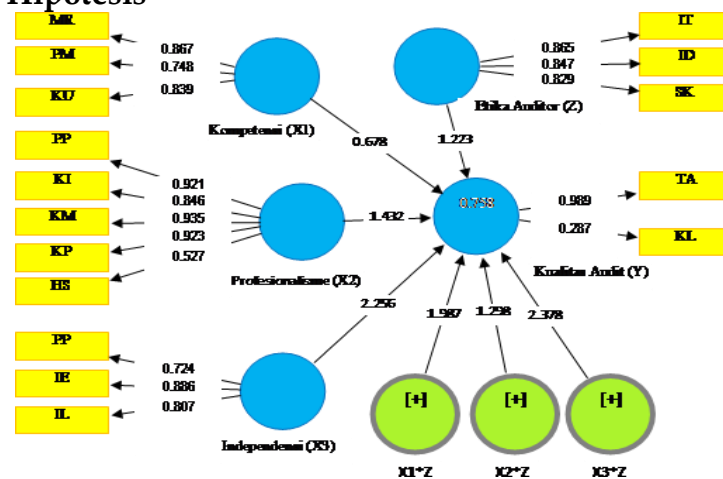 Hipotesis
MR
PM
KU
0.867
0.748
0.839
Kompetensi (X1)
0.678
IT
ID
SK
0.865
0.847
0.829
Etika Auditor (Z)
1.223
PP
KI
KM
KP
HS
0.921
0.846
0.935
0.923
0.527
Profesionalisme (X2)
1.432
0.758
0.989
0.287
TA
KL
Kualitas Audit (Y)
PP
IE
IL
0.724
0.886
0.807
Independensi (X3)
2.256
1.987
1.298
2.378
[+]
[+]
[+]
X1*Z
X2*Z
X3*Z